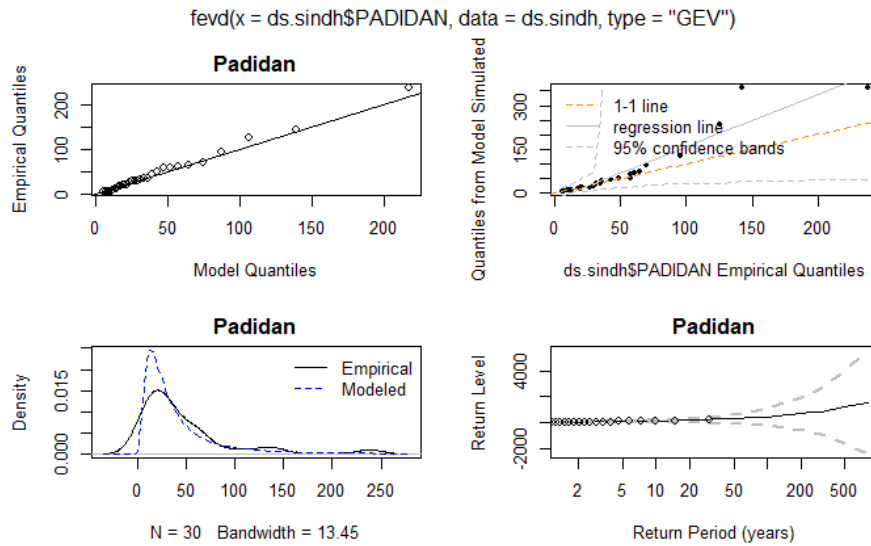 fevd(x = ds.sindh$PADIDAN, data = ds.sindh, type = "GEV")
Padidan
Empirical Quantiles
0
100
200
0
50
100
150
200
Model Quantiles
Quantiles from Model Simulated
0
150
300
1-1 line
regression line
95% confidence bands
0
50
100
150
200
ds.sindh$PADIDAN Empirical Quantiles
Padidan
Density
0.000
0.015
Empirical
Modeled
0
50
100
150
200
250
N = 30 Bandwidth = 13.45
Padidan
Return Level
-2000
4000
2
5
10
20
50
200
500
Return Period (years)